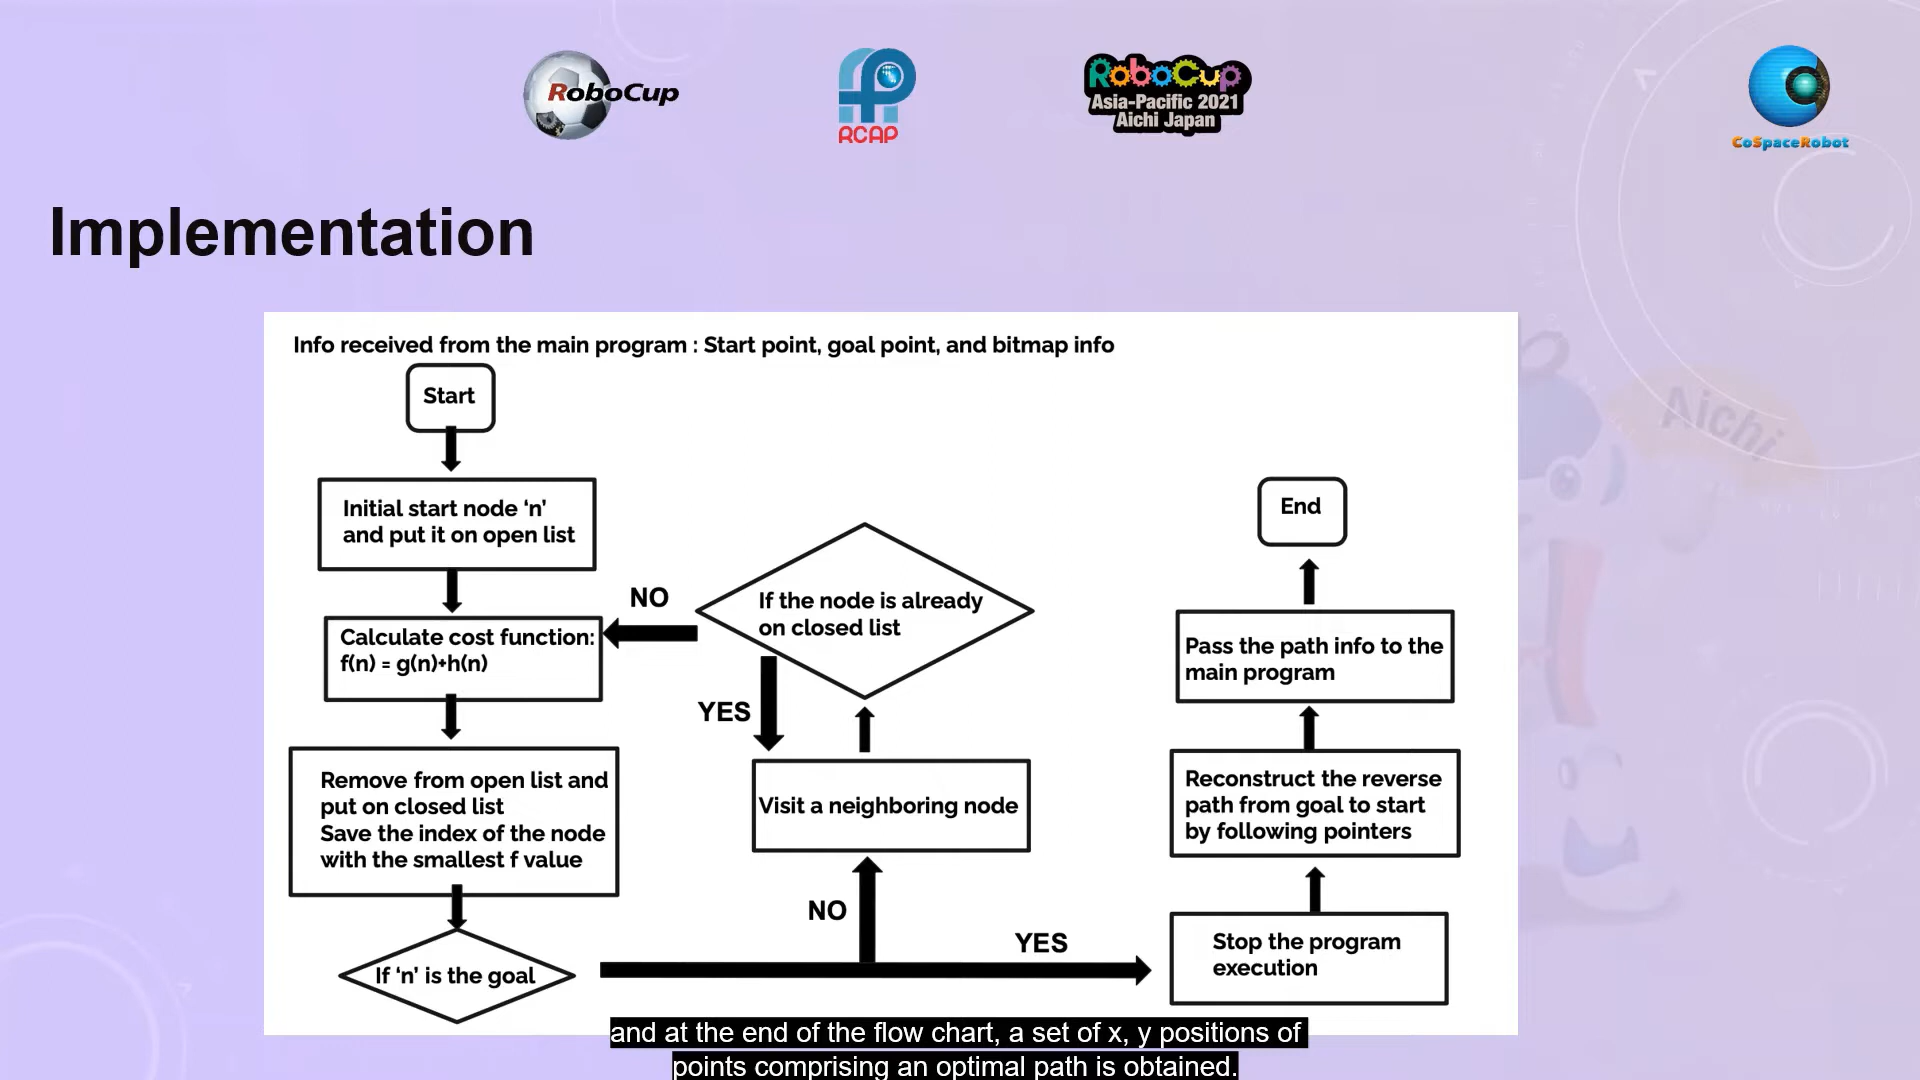 RoboCup
RCAP
RoboCup
Asia-Pacific 2021
Aichi Japan
CoSpaceRobot
Implementation
Aichi
Info received from the main program : Start point, goal point, and bitmap info
Start
Initial start node ‘n’
and put it on open list
Calculate cost function:
f(n) = g(n)+h(n)
Remove from open list and
put on closed list
Save the index of the node
with the smallest f value
If ‘n’ is the goal
NO
If the node is already
on closed list
YES
Visit a neighboring node
NO
YES
End
Pass the path info to the
main program
Reconstruct the reverse
path from goal to start
by following pointers
Stop the program
execution
and at the end of the flow chart, a set of x, y positions of
points comprising an optimal path is obtained.